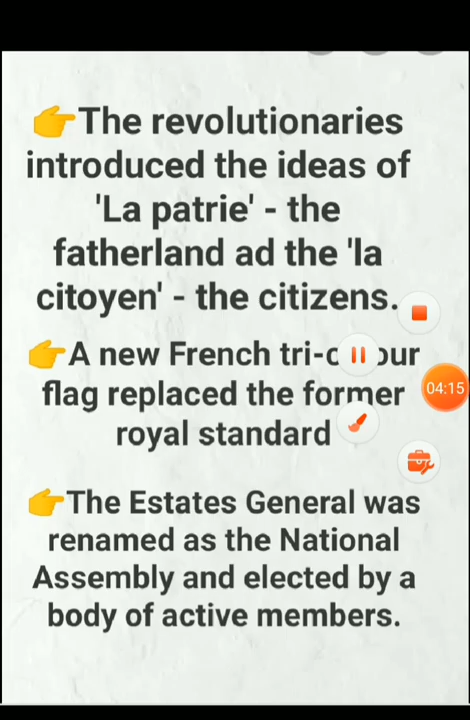 👉The revolutionaries
introduced the ideas of
'La patrie' - the
fatherland ad the 'la
citoyen' - the citizens.
👉A new French tri-c our
flag replaced the former
04:15
royal standard
👉The Estates General was
renamed as the National
Assembly and elected by a
body of active members.